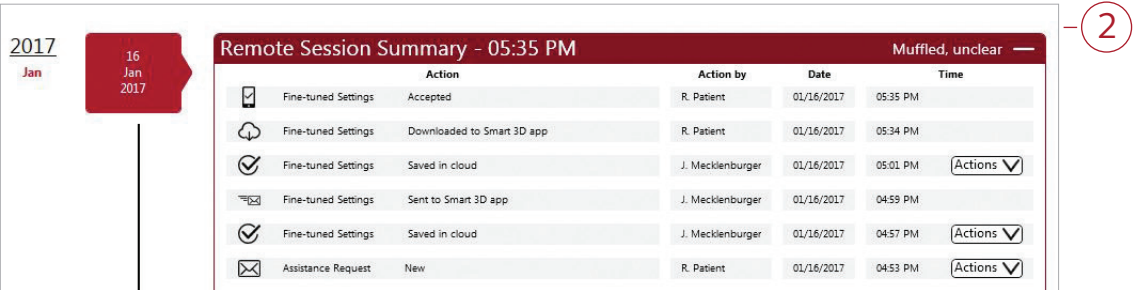 2
2017
Jan
16
Jan
2017
Remote Session Summary - 05:35 PM Muffled, unclear —
Action Action by Date Time
Fine-tuned Settings Accepted R. Patient 01/16/2017 05:35 PM
Fine-tuned Settings Downloaded to Smart 3D app R. Patient 01/16/2017 05:34 PM
Fine-tuned Settings Saved in cloud J. Mecklenburger 01/16/2017 05:01 PM Actions
Fine-tuned Settings Sent to Smart 3D app J. Mecklenburger 01/16/2017 04:59 PM
Fine-tuned Settings Saved in cloud J. Mecklenburger 01/16/2017 04:57 PM Actions
Assistance Request New R. Patient 01/16/2017 04:53 PM Actions